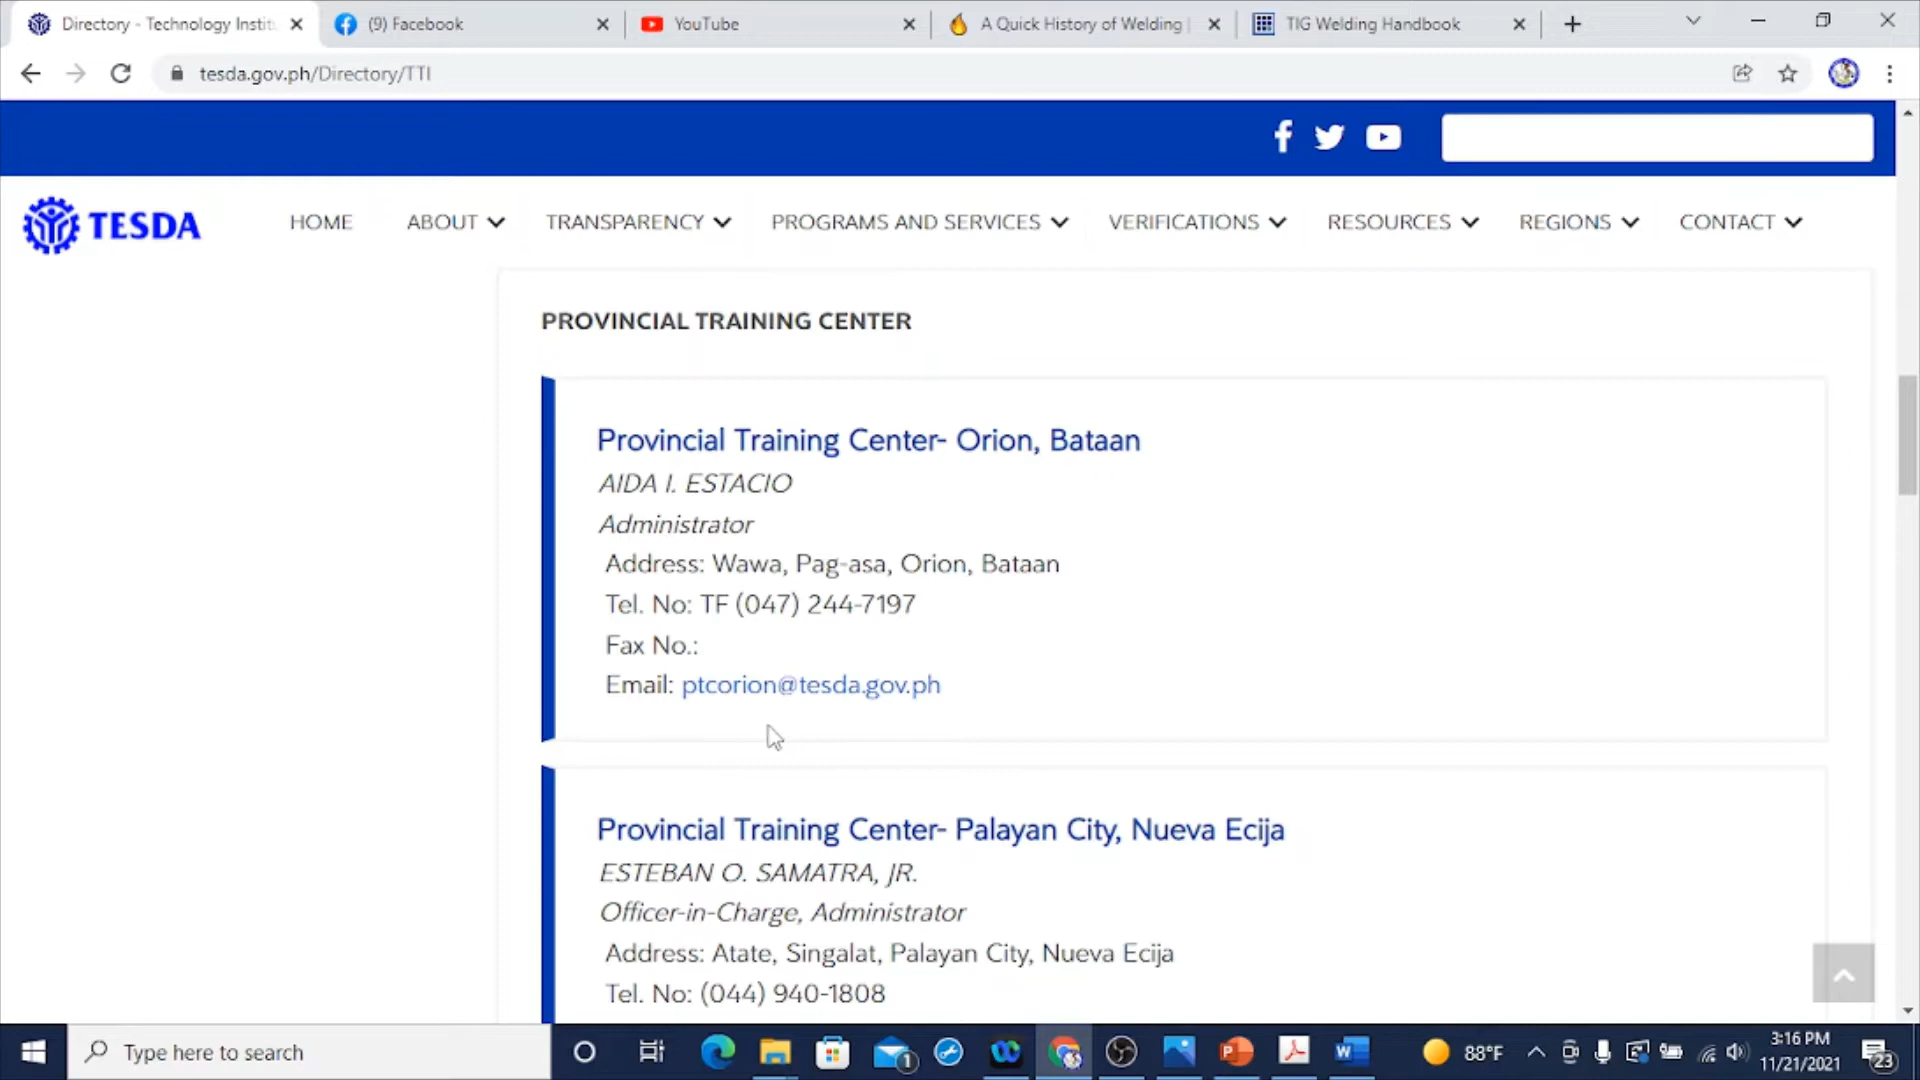 Directory - Technology Institu
(9) Facebook
YouTube
A Quick History of Welding |
TIG Welding Handbook
tesda.gov.ph/Directory/TTI
TESDA
HOME
ABOUT
TRANSPARENCY
PROGRAMS AND SERVICES
VERIFICATIONS
RESOURCES
REGIONS
CONTACT
PROVINCIAL TRAINING CENTER
Provincial Training Center- Orion, Bataan
AIDA I. ESTACIO
Administrator
Address: Wawa, Pag-asa, Orion, Bataan
Tel. No: TF (047) 244-7197
Fax No.:
Email: ptcorion@tesda.gov.ph
Provincial Training Center- Palayan City, Nueva Ecija
ESTEBAN O. SAMATRA, JR.
Officer-in-Charge, Administrator
Address: Atate, Singalat, Palayan City, Nueva Ecija
Tel. No: (044) 940-1808
Type here to search
1
88°F
3:16 PM
11/21/2021
23